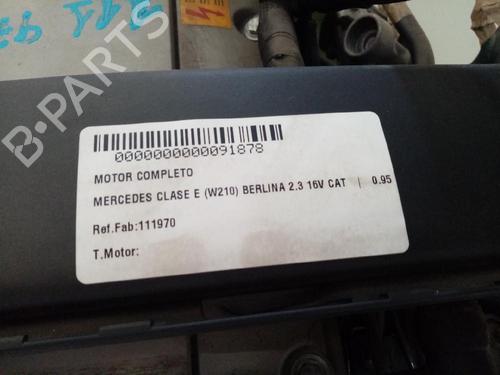 B-PARTS
0000000000091878
MOTOR COMPLETO
MERCEDES CLASE E (W210) BERLINA 2.3 16V CAT | 0.95
Ref.Fab:111970
T.Motor: